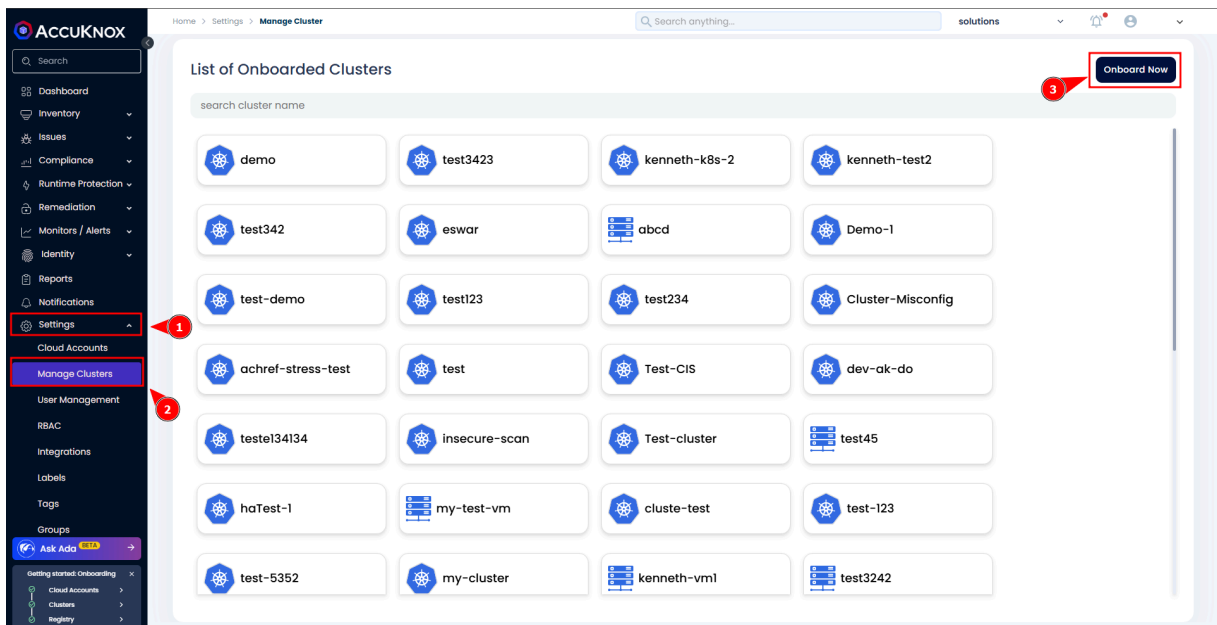 Home > Settings > Manage Cluster
Search anything...
solutions
ACCUKNOX
Search
Dashboard
Inventory
Issues
Compliance
Runtime Protection
Remediation
Monitors / Alerts
Identity
Reports
Notifications
Settings
Cloud Accounts
Manage Clusters
User Management
RBAC
Integrations
Labels
Tags
Groups
Ask Ada BETA
Getting started: Onboarding ×
Cloud Accounts >
Clusters >
Registry >
1
2
List of Onboarded Clusters
3
Onboard Now
search cluster name
demo test3423 kenneth-k8s-2 kenneth-test2
test342 eswar abcd Demo-1
test-demo test123 test234 Cluster-Misconfig
achref-stress-test test Test-CIS dev-ak-do
teste134134 insecure-scan Test-cluster test45
haTest-1 my-test-vm cluste-test test-123
test-5352 my-cluster kenneth-vm1 test3242